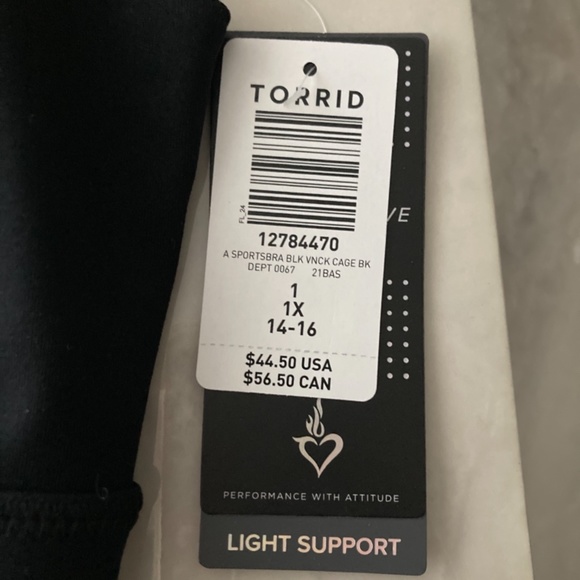 TORRID
FL_24
12784470
A SPORTSBRA BLK VNCK CAGE BK
DEPT 0067 21BAS
1
1X
14-16
$44.50 USA
$56.50 CAN
PERFORMANCE WITH ATTITUDE
LIGHT SUPPORT